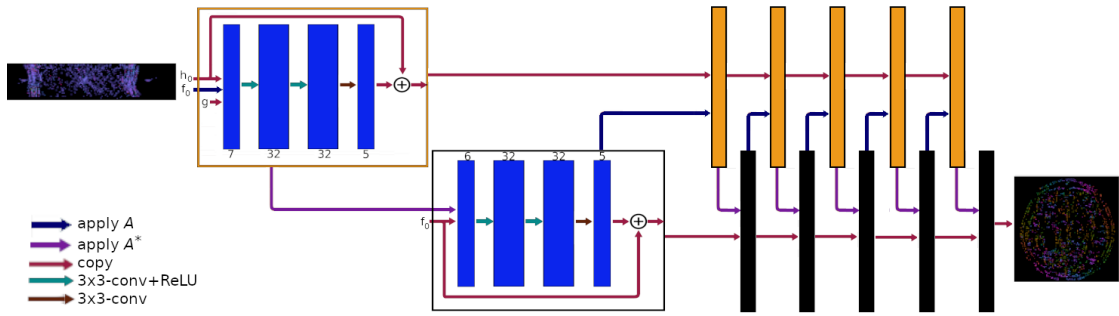 h₀
f₀
g
7 32 32 5
6 32 32 5
f₀
apply A
apply A*
copy
3x3-conv+ReLU
3x3-conv